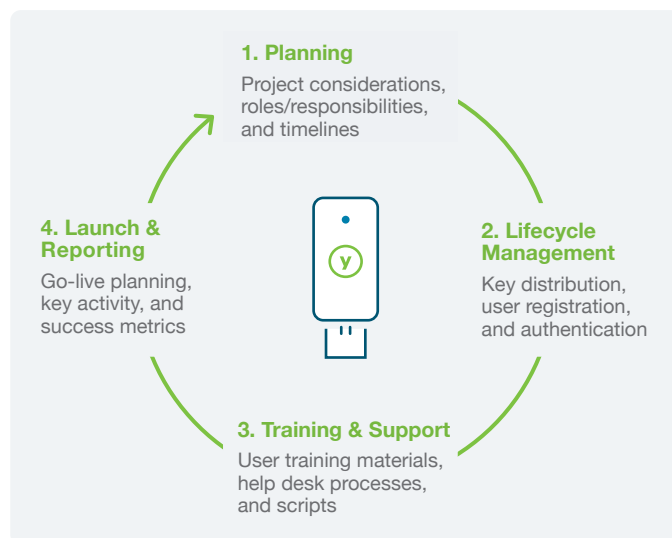 1. Planning
Project considerations,
roles/responsibilities,
and timelines
2. Lifecycle
Management
Key distribution,
user registration,
and authentication
3. Training & Support
User training materials,
help desk processes,
and scripts
4. Launch &
Reporting
Go-live planning,
key activity, and
success metrics
y